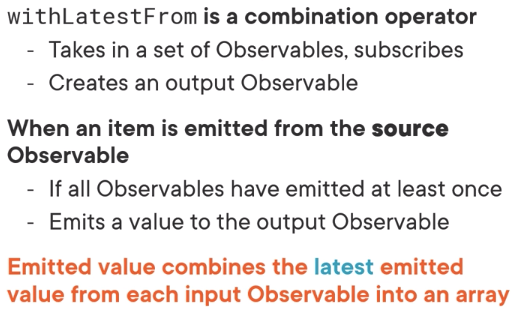 withLatestFrom is a combination operator
- Takes in a set of Observables, subscribes
- Creates an output Observable
When an item is emitted from the source
Observable
- If all Observables have emitted at least once
- Emits a value to the output Observable
Emitted value combines the latest emitted
value from each input Observable into an array